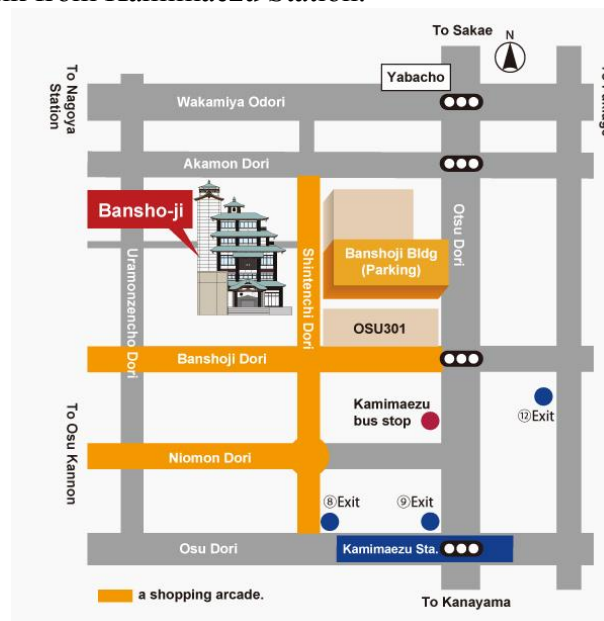 To Sakae
Yabacho
To Nagoya
Station
Wakamiya Odori
Akamon Dori
Bansho-ji
Uramonzencho Dori
Shintenchi Dori
Banshoji Bldg
(Parking)
Otsu Dori
OSU301
Banshoji Dori
Kamimaezu
bus stop
⑫Exit
To Osu Kannon
Niomon Dori
⑧Exit
⑨Exit
Osu Dori
Kamimaezu Sta.
a shopping arcade.
To Kanayama